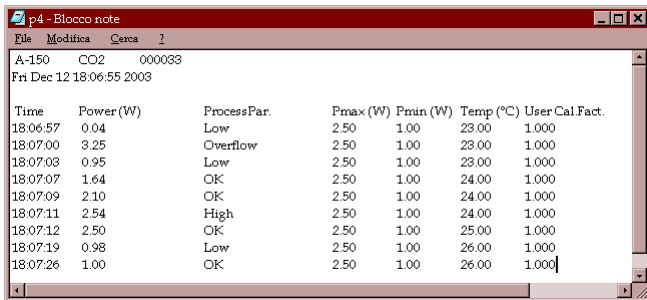 p4 - Blocco note
File Modifica Cerca ?
A-150 CO2 000033
Fri Dec 12 18:06:55 2003
Time Power (W) ProcessPar. Pmax (W) Pmin (W) Temp (°C) User Cal.Fact.
18:06:57 0.04 Low 2.50 1.00 23.00 1.000
18:07:00 3.25 Overflow 2.50 1.00 23.00 1.000
18:07:03 0.95 Low 2.50 1.00 23.00 1.000
18:07:07 1.64 OK 2.50 1.00 24.00 1.000
18:07:09 2.10 OK 2.50 1.00 24.00 1.000
18:07:11 2.54 High 2.50 1.00 24.00 1.000
18:07:12 2.50 OK 2.50 1.00 25.00 1.000
18:07:19 0.98 Low 2.50 1.00 26.00 1.000
18:07:26 1.00 OK 2.50 1.00 26.00 1.000